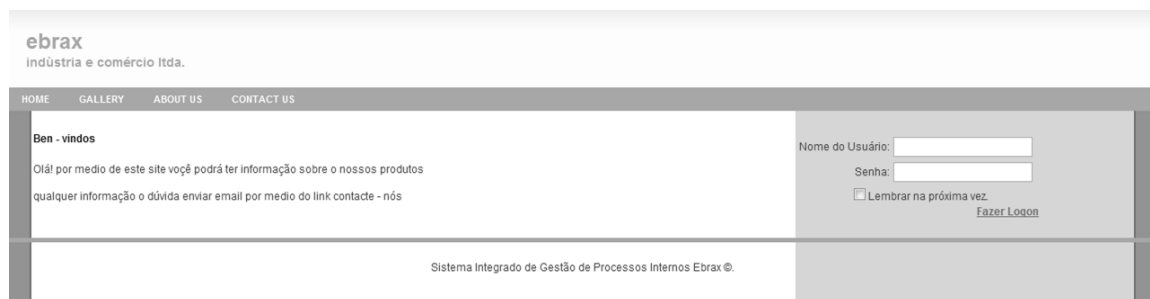 ebrax
indùstria e comércio ltda.
HOME GALLERY ABOUT US CONTACT US
Ben - vindos
Olá! por medio de este site voçê podrá ter informação sobre o nossos produtos
qualquer informação o dúvida enviar email por medio do link contacte - nós
Nome do Usuário:
Senha:
Lembrar na próxima vez.
Fazer Logon
Sistema Integrado de Gestão de Processos Internos Ebrax ©.